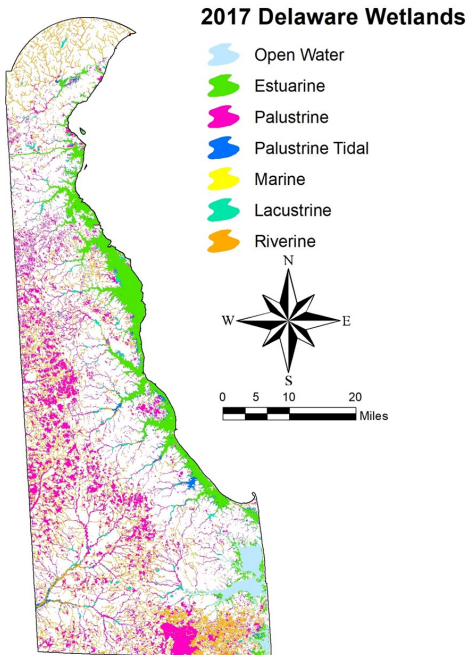 2017 Delaware Wetlands
Open Water
Estuarine
Palustrine
Palustrine Tidal
Marine
Lacustrine
Riverine
N
W E
S
0 5 10 20
Miles